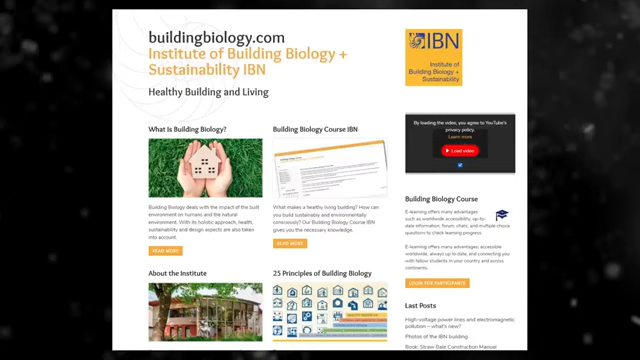 buildingbiology.com
Institute of Building Biology +
Sustainability IBN
Healthy Building and Living
IBN
Institute of
Building Biology +
Sustainability
What is Building Biology?
Building Biology deals with the impact of the built
environment on humans and the natural
environment. With its holistic approach, health,
sustainability and design aspects are also taken
into account.
READ MORE
Building Biology Course IBN
What makes a healthy living building? How can
you build sustainably and environmentally
consciously? Our Building Biology Course IBN
gives you the necessary knowledge.
READ MORE
By loading the video, you agree to YouTube's
privacy policy.
Learn more
Load video
Building Biology Course
E-learning offers many advantages
such as worldwide accessibility, up-to-
date information, forum, chats, and multiple choice
questions to check learning progress.
E-learning offers many advantages: accessible
worldwide, always up to date, and connecting you
with fellow students in your country and across
continents.
LOGIN FOR PARTICIPANTS
About the Institute
25 Principles of Building Biology
Last Posts
High-voltage power lines and electromagnetic
pollution – what's new?
Photos of the IBN building
Book: Straw Bale Construction Manual